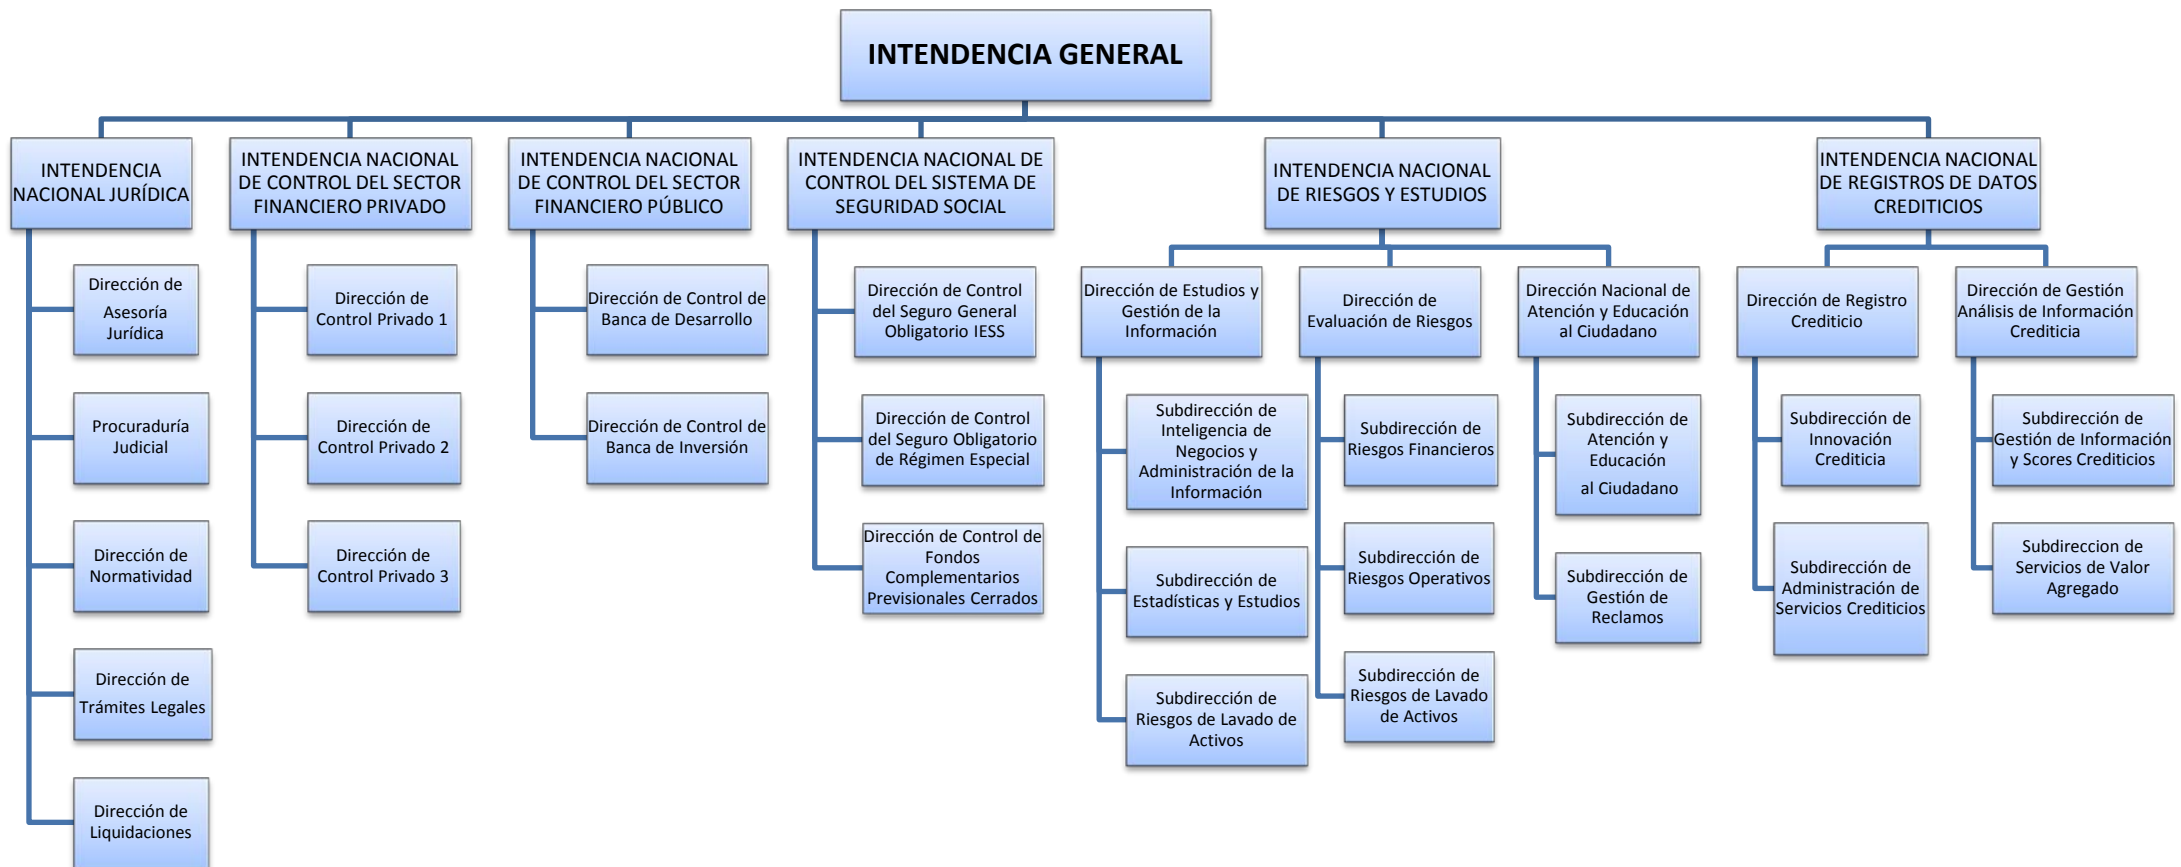 INTENDENCIA GENERAL
INTENDENCIA
NACIONAL JURÍDICA
INTENDENCIA NACIONAL
DE CONTROL DEL SECTOR
FINANCIERO PRIVADO
INTENDENCIA NACIONAL
DE CONTROL DEL SECTOR
FINANCIERO PÚBLICO
INTENDENCIA NACIONAL DE
CONTROL DEL SISTEMA DE
SEGURIDAD SOCIAL
INTENDENCIA NACIONAL
DE RIESGOS Y ESTUDIOS
INTENDENCIA NACIONAL
DE REGISTROS DE DATOS
CREDITICIOS
Dirección de
Asesoría
Jurídica
Procuraduría
Judicial
Dirección de
Normatividad
Dirección de
Trámites Legales
Dirección de
Liquidaciones
Dirección de
Control Privado 1
Dirección de
Control Privado 2
Dirección de
Control Privado 3
Dirección de Control de
Banca de Desarrollo
Dirección de Control de
Banca de Inversión
Dirección de Control
del Seguro General
Obligatorio IESS
Dirección de Control
del Seguro Obligatorio
de Régimen Especial
Dirección de Control de
Fondos
Complementarios
Previsionales Cerrados
Dirección de Estudios y
Gestión de la
Información
Subdirección de
Inteligencia de
Negocios y
Administración de la
Información
Subdirección de
Estadísticas y Estudios
Subdirección de
Riesgos de Lavado de
Activos
Dirección de
Evaluación de Riesgos
Subdirección de
Riesgos Financieros
Subdirección de
Riesgos Operativos
Subdirección de
Riesgos de Lavado
de Activos
Dirección Nacional de
Atención y Educación
al Ciudadano
Subdirección de
Atención y
Educación
al Ciudadano
Subdirección de
Gestión de
Reclamos
Dirección de Registro
Crediticio
Subdirección de
Innovación
Crediticia
Subdirección de
Administración de
Servicios Crediticios
Dirección de Gestión
Análisis de Información
Crediticia
Subdirección de
Gestión de Información
y Scores Crediticios
Subdireccion de
Servicios de Valor
Agregado